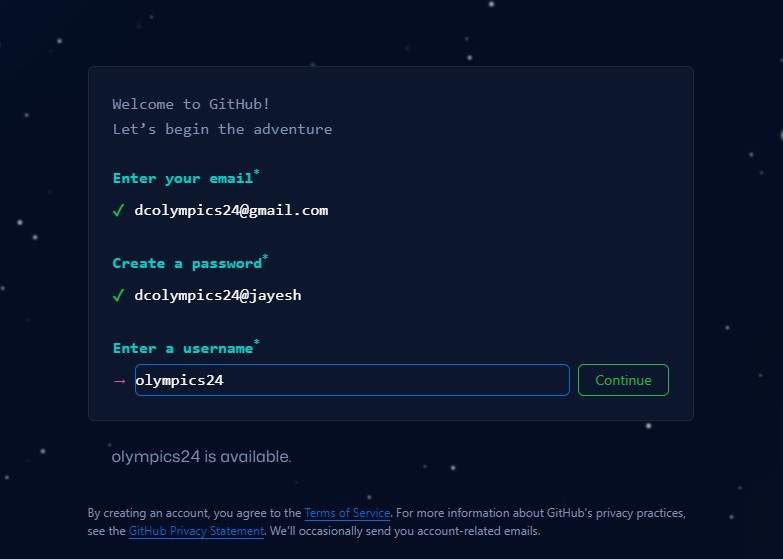 Welcome to GitHub!
Let’s begin the adventure
Enter your email*
✓ dcolympics24@gmail.com
Create a password*
✓ dcolympics24@jayesh
Enter a username*
→ olympics24 Continue
olympics24 is available.
By creating an account, you agree to the Terms of Service. For more information about GitHub's privacy practices,
see the GitHub Privacy Statement. We'll occasionally send you account-related emails.